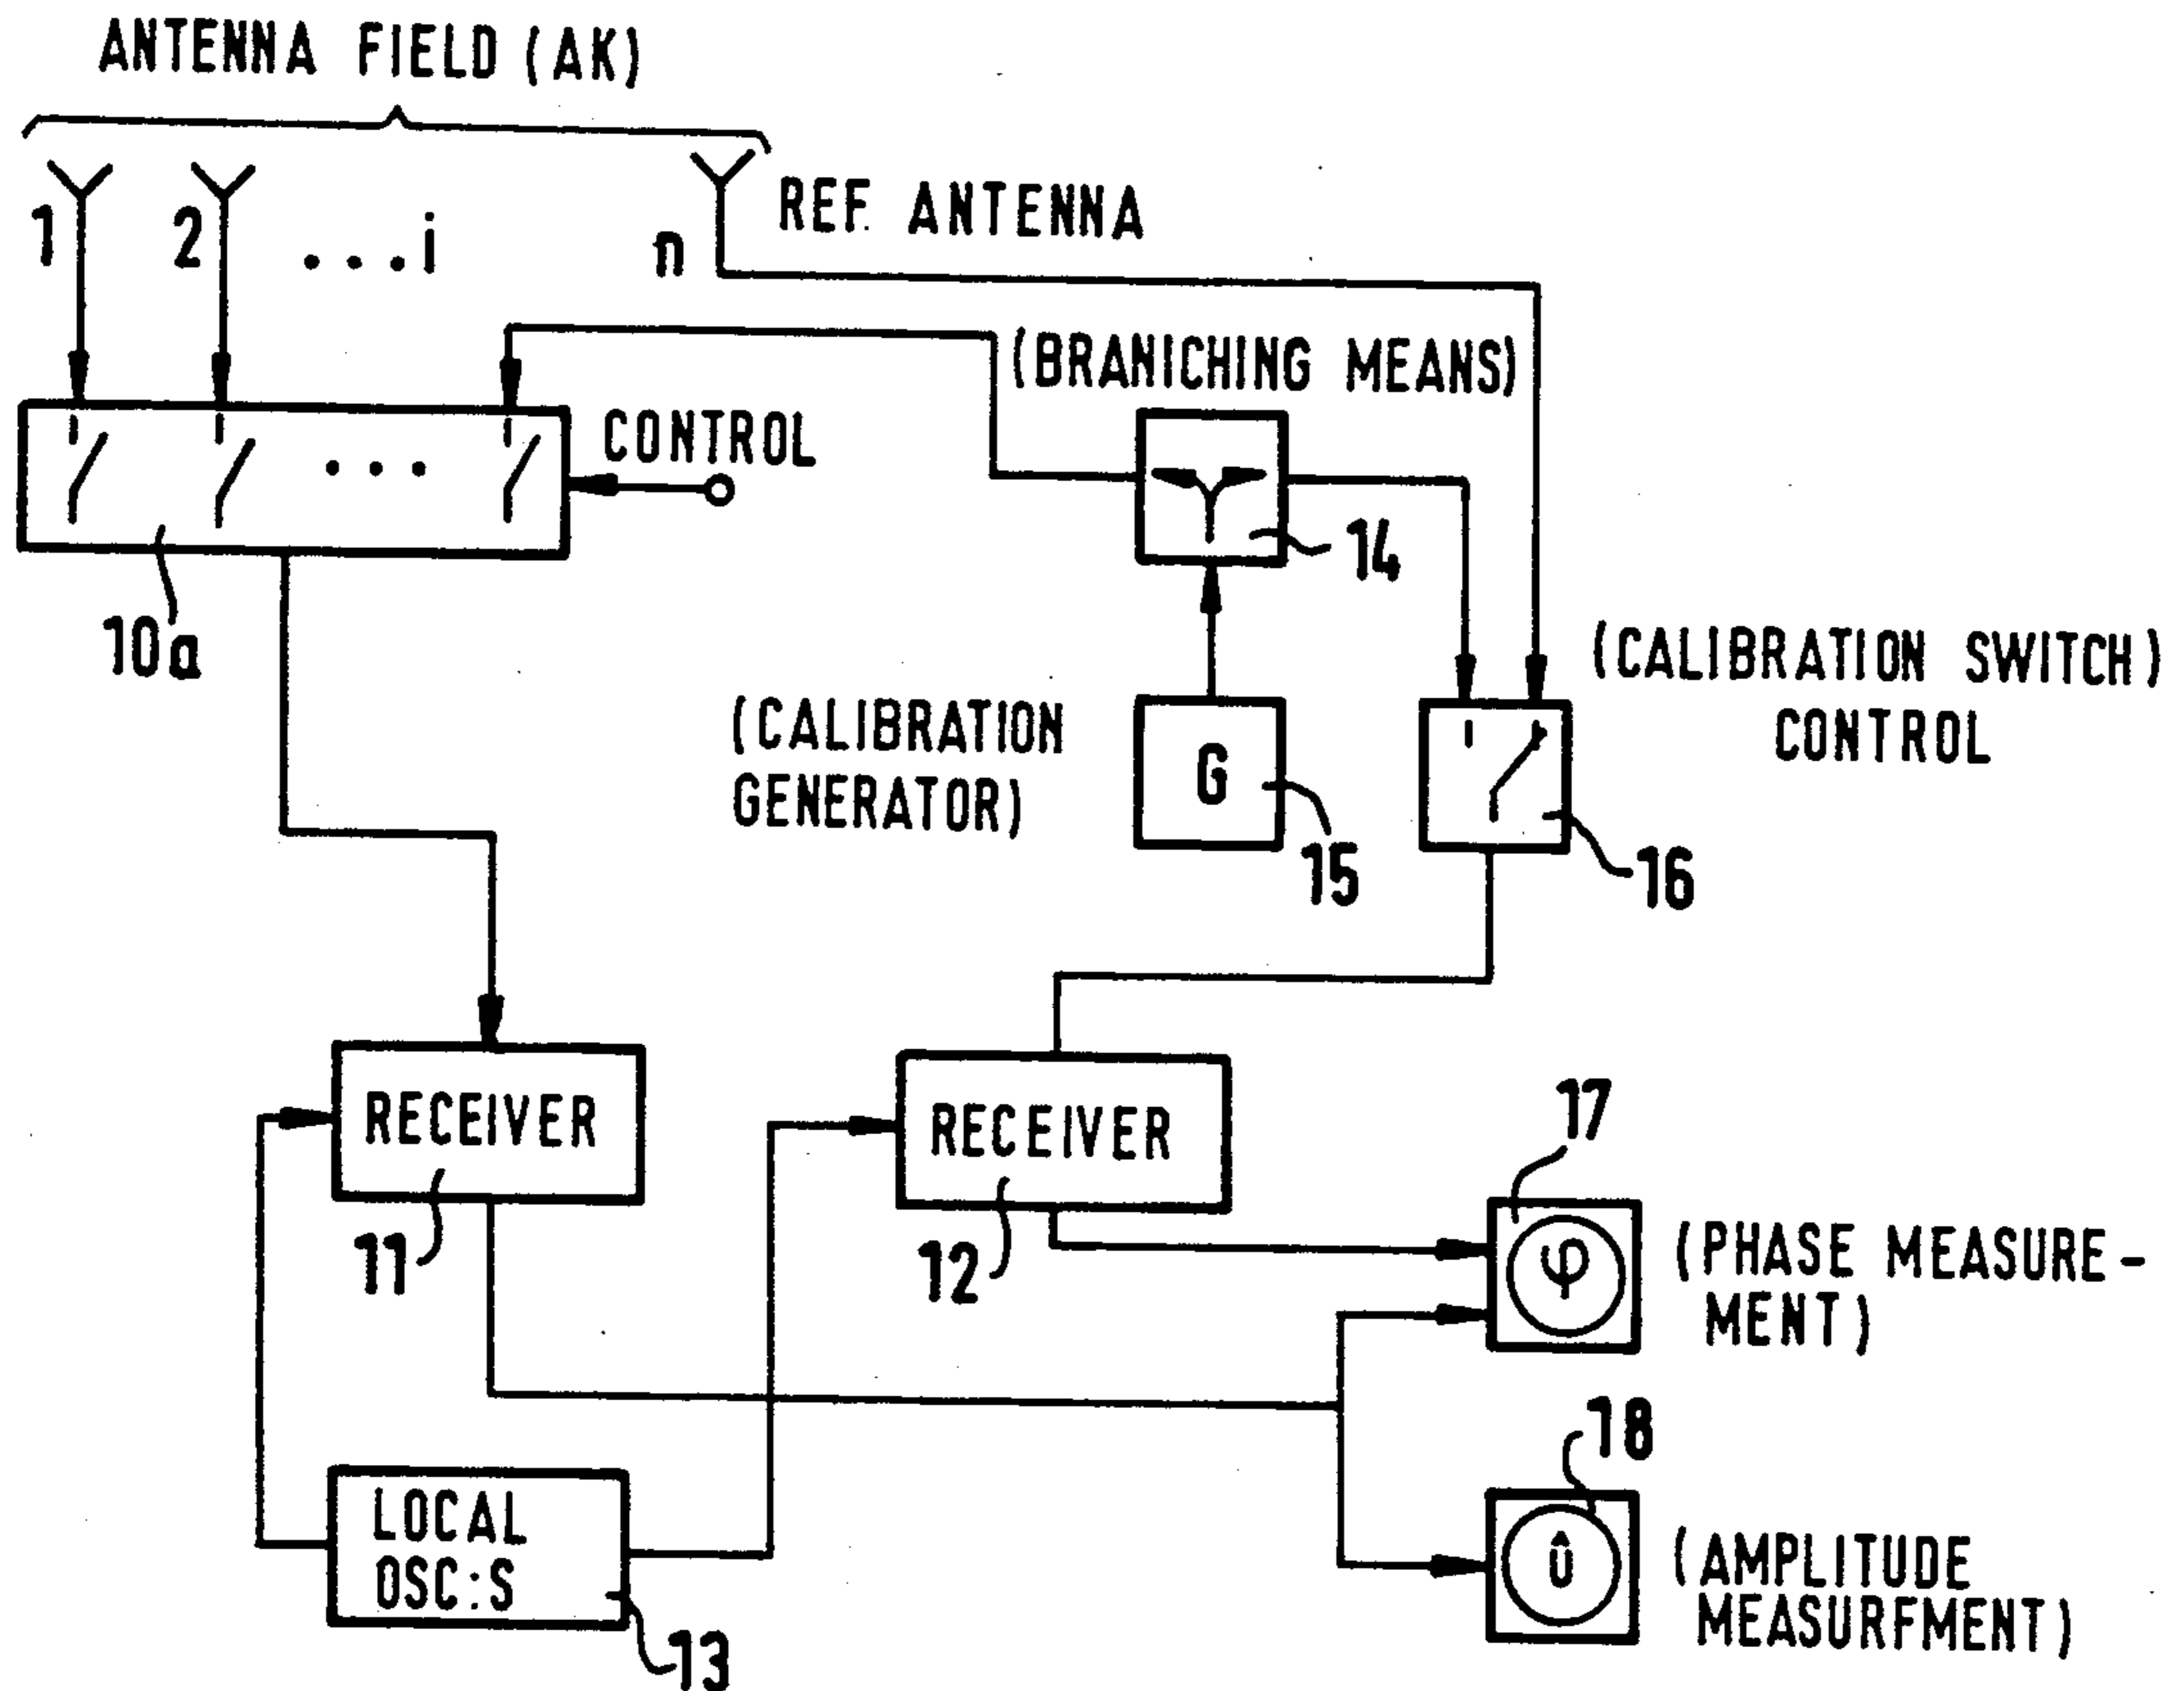 ANTENNA FIELD (AK)
1
2
...i
n
REF. ANTENNA
(BRANICHING MEANS)
CONTROL
14
10a
(CALIBRATION SWITCH)
CONTROL
(CALIBRATION
GENERATOR)
G
15
16
RECEIVER
RECEIVER
17
11
12
φ
(PHASE MEASURE-
MENT)
18
LOCAL
OSC:S
û
(AMPLITUDE
MEASURFMENT)
13